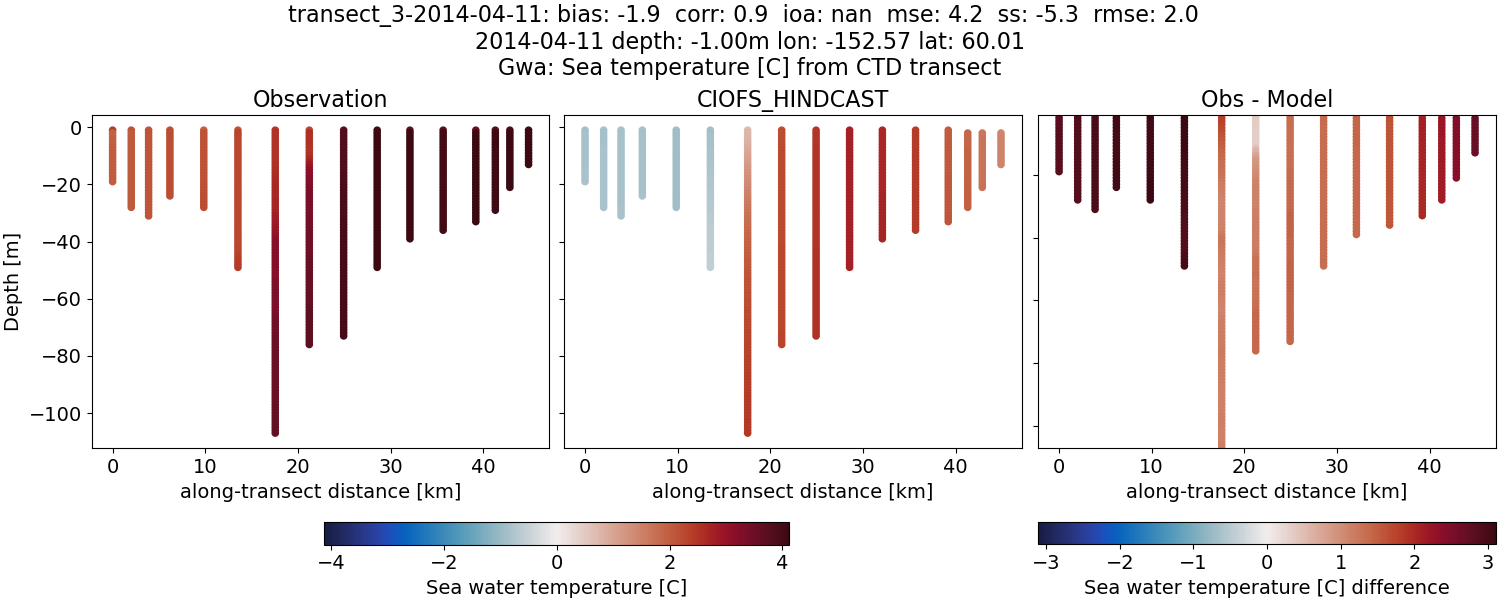 transect_3-2014-04-11: bias: -1.9  corr: 0.9  ioa: nan  mse: 4.2  ss: -5.3  rmse: 2.0
2014-04-11 depth: -1.00m lon: -152.57 lat: 60.01
Gwa: Sea temperature [C] from CTD transect
Observation
CIOFS_HINDCAST
Obs - Model
Depth [m]
0
−20
−40
−60
−80
−100
0 10 20 30 40
0 10 20 30 40
0 10 20 30 40
along-transect distance [km]
along-transect distance [km]
along-transect distance [km]
−4 −2 0 2 4
Sea water temperature [C]
−3 −2 −1 0 1 2 3
Sea water temperature [C] difference